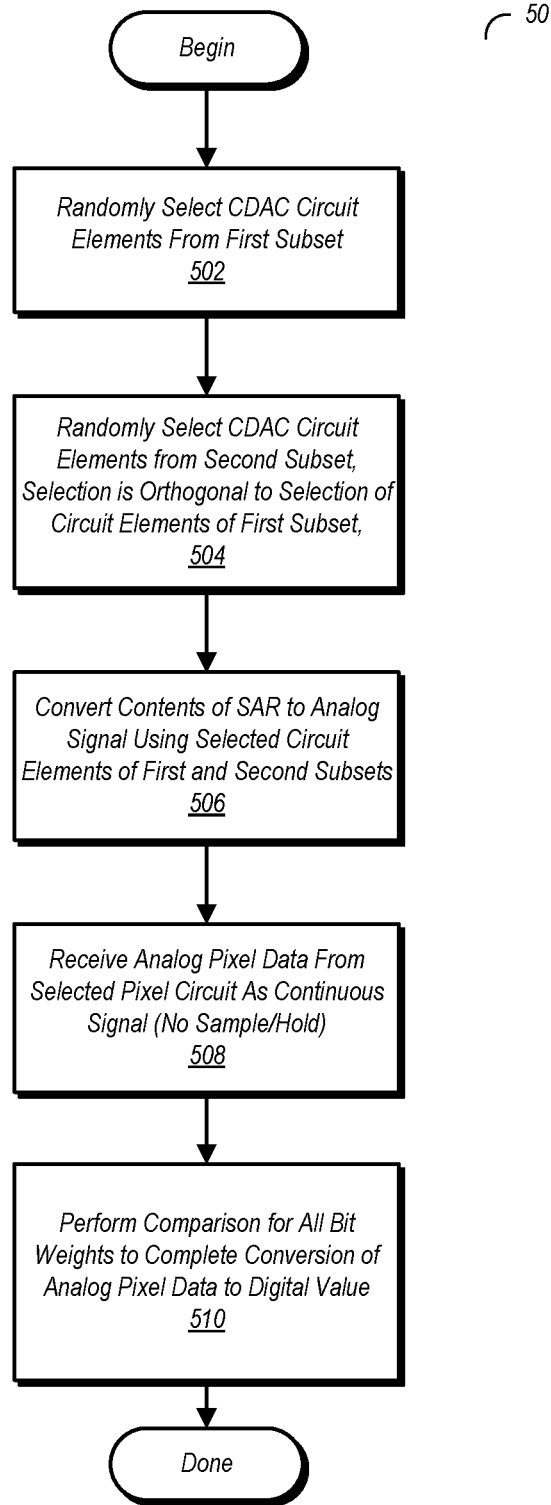 50
Begin
Randomly Select CDAC Circuit
Elements From First Subset
502
Randomly Select CDAC Circuit
Elements from Second Subset,
Selection is Orthogonal to Selection of
Circuit Elements of First Subset,
504
Convert Contents of SAR to Analog
Signal Using Selected Circuit
Elements of First and Second Subsets
506
Receive Analog Pixel Data From
Selected Pixel Circuit As Continuous
Signal (No Sample/Hold)
508
Perform Comparison for All Bit
Weights to Complete Conversion of
Analog Pixel Data to Digital Value
510
Done